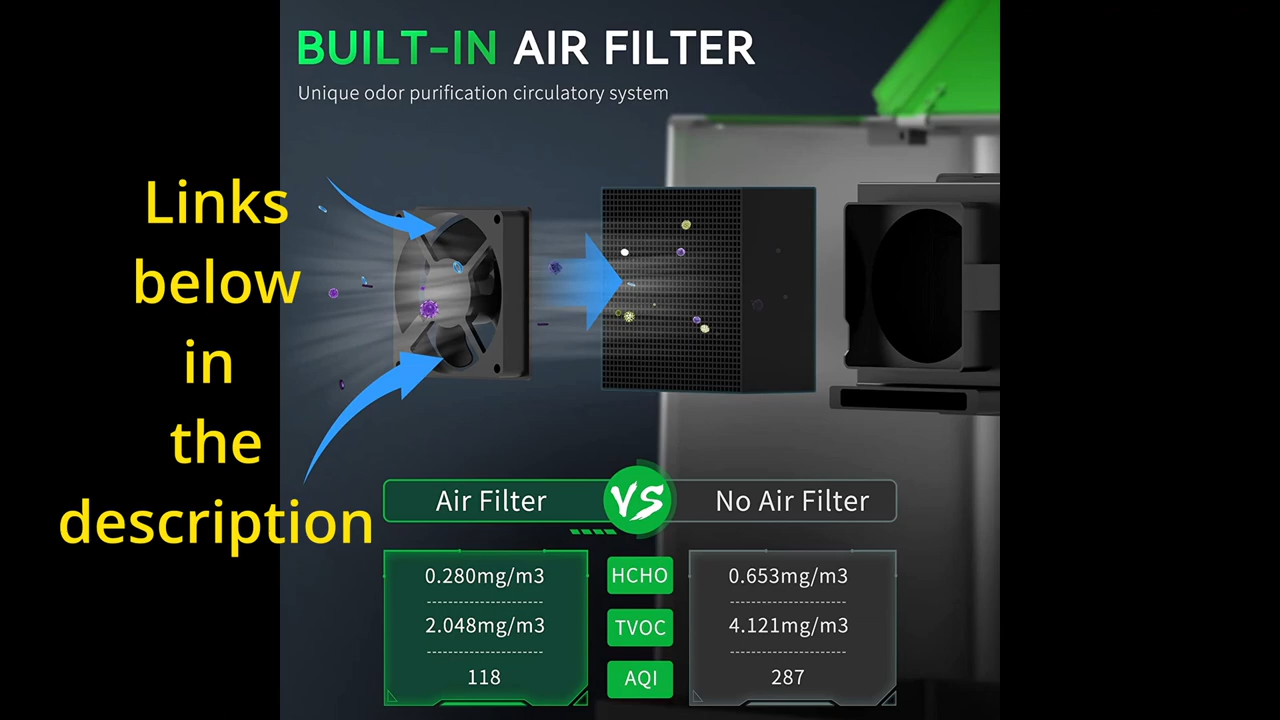 BUILT-IN AIR FILTER
Unique odor purification circulatory system
Links
below
in
the
description
Air Filter VS No Air Filter
0.280mg/m3 HCHO 0.653mg/m3
2.048mg/m3 TVOC 4.121mg/m3
118 AQI 287